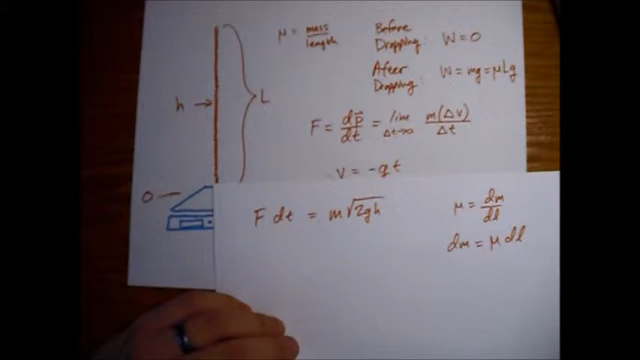 μ = mass/length
Before Dropping: W = 0
After Dropping: W = mg = μLg
h →
L
F = dp⃗/dt = lim Δt→∞ m(Δv)/Δt
v = -gt
0 —
F dt = m√2gh
μ = dm/dl
dm = μ dl